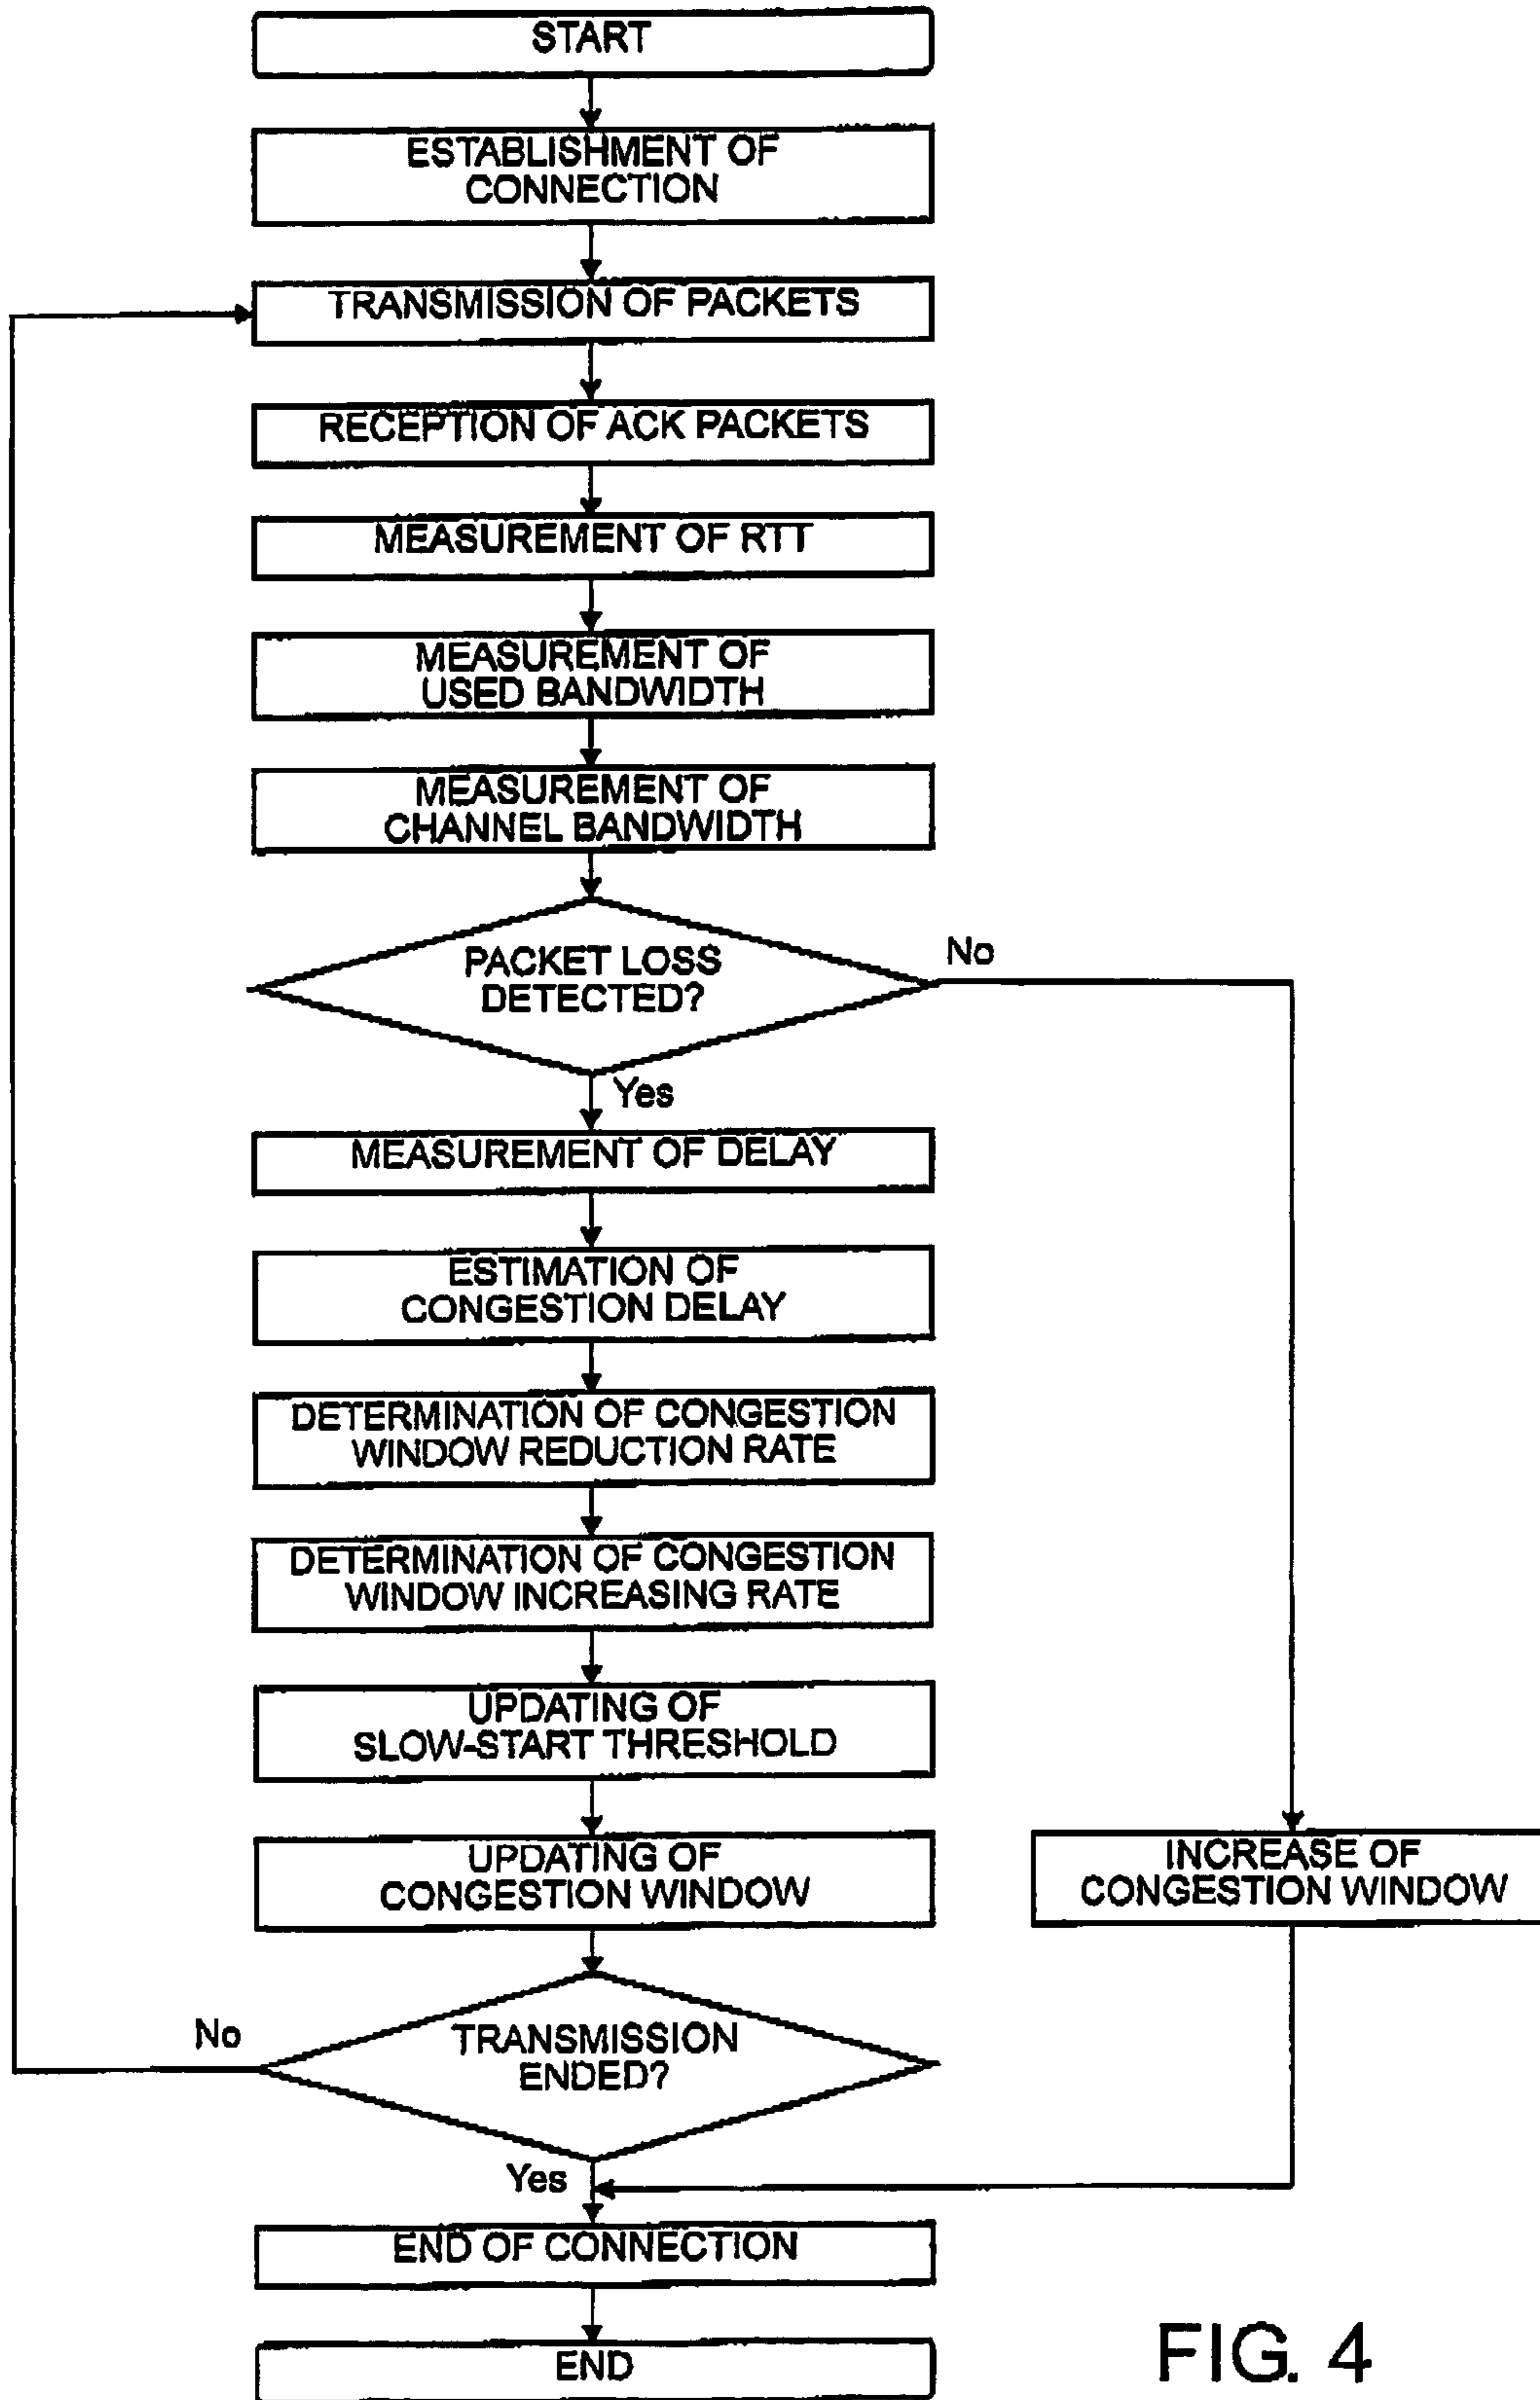 START
ESTABLISHMENT OF
CONNECTION
TRANSMISSION OF PACKETS
RECEPTION OF ACK PACKETS
MEASUREMENT OF RTT
MEASUREMENT OF
USED BANDWIDTH
MEASUREMENT OF
CHANNEL BANDWIDTH
PACKET LOSS
DETECTED?
No
Yes
MEASUREMENT OF DELAY
ESTIMATION OF
CONGESTION DELAY
DETERMINATION OF CONGESTION
WINDOW REDUCTION RATE
DETERMINATION OF CONGESTION
WINDOW INCREASING RATE
UPDATING OF
SLOW-START THRESHOLD
UPDATING OF
CONGESTION WINDOW
INCREASE OF
CONGESTION WINDOW
No
TRANSMISSION
ENDED?
Yes
END OF CONNECTION
END
FIG. 4